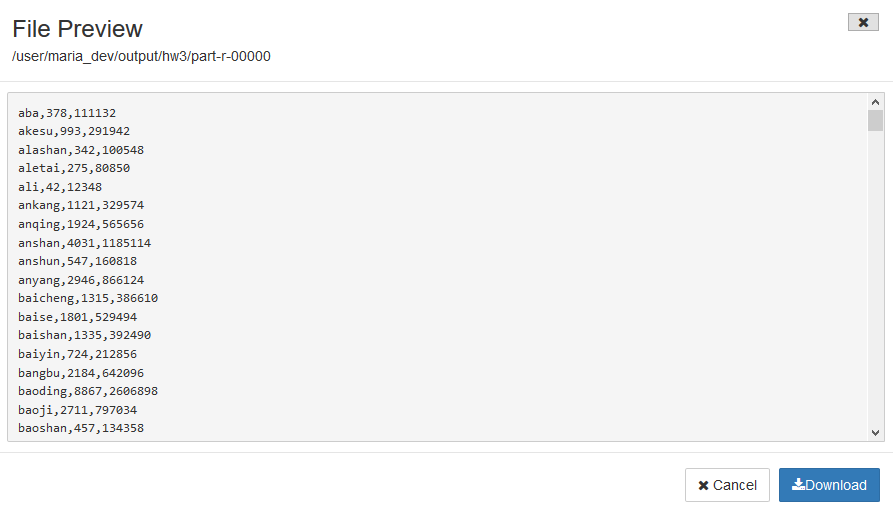 File Preview
/user/maria_dev/output/hw3/part-r-00000
aba,378,111132
akesu,993,291942
alashan,342,100548
aletai,275,80850
ali,42,12348
ankang,1121,329574
anqing,1924,565656
anshan,4031,1185114
anshun,547,160818
anyang,2946,866124
baicheng,1315,386610
baise,1801,529494
baishan,1335,392490
baiyin,724,212856
bangbu,2184,642096
baoding,8867,2606898
baoji,2711,797034
baoshan,457,134358
Cancel
Download